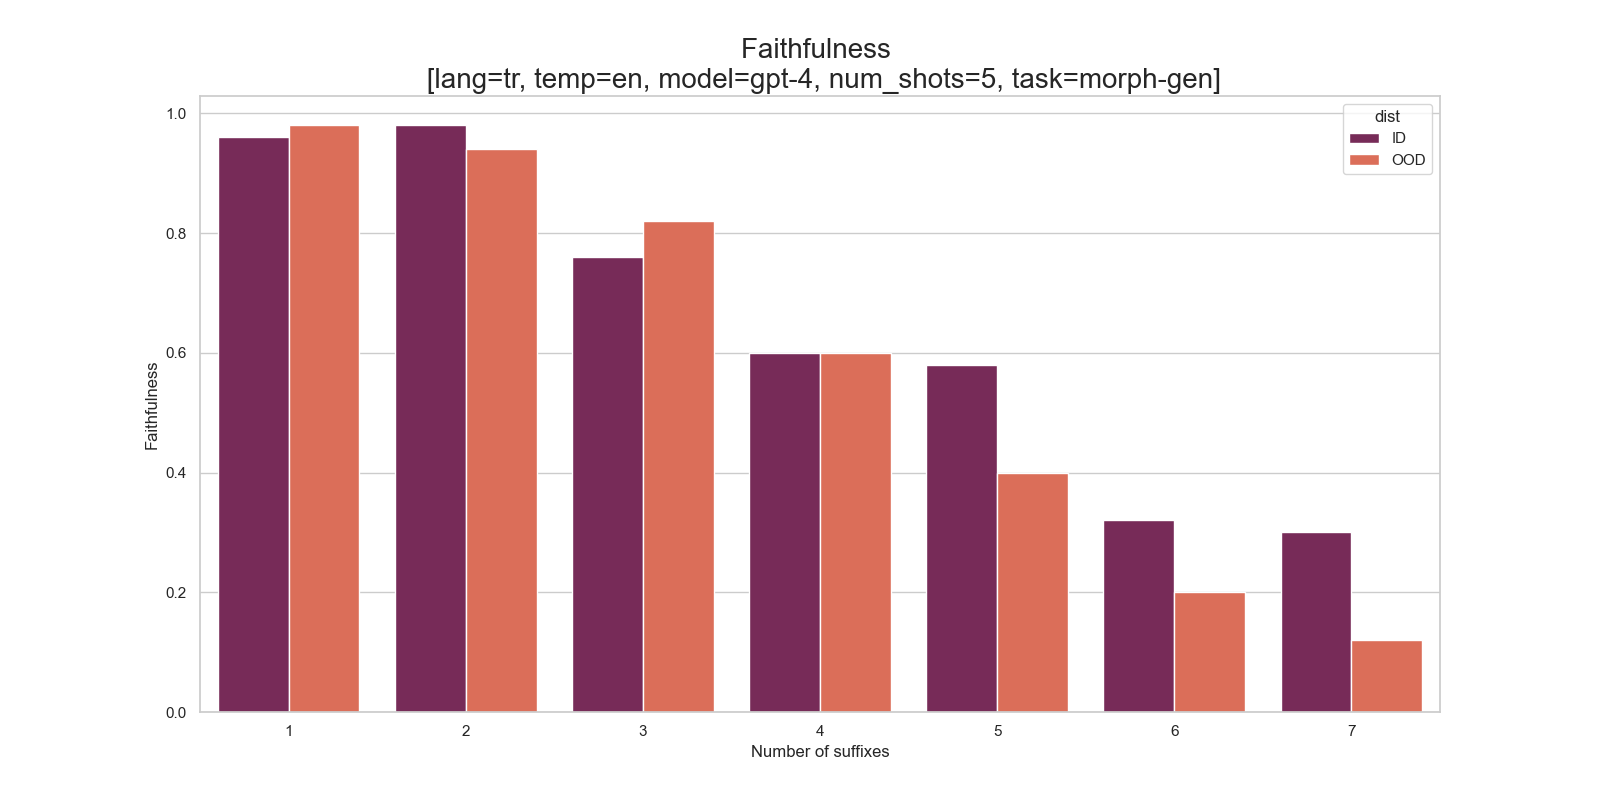 Faithfulness
[lang=tr, temp=en, model=gpt-4, num_shots=5, task=morph-gen]
dist
ID
OOD
1.0
0.8
0.6
0.4
0.2
0.0
Faithfulness
1 2 3 4 5 6 7
Number of suffixes